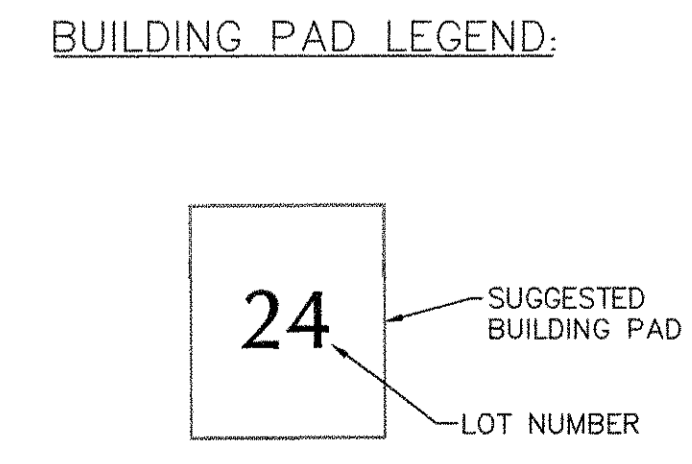 BUILDING PAD LEGEND:
24
SUGGESTED
BUILDING PAD
LOT NUMBER